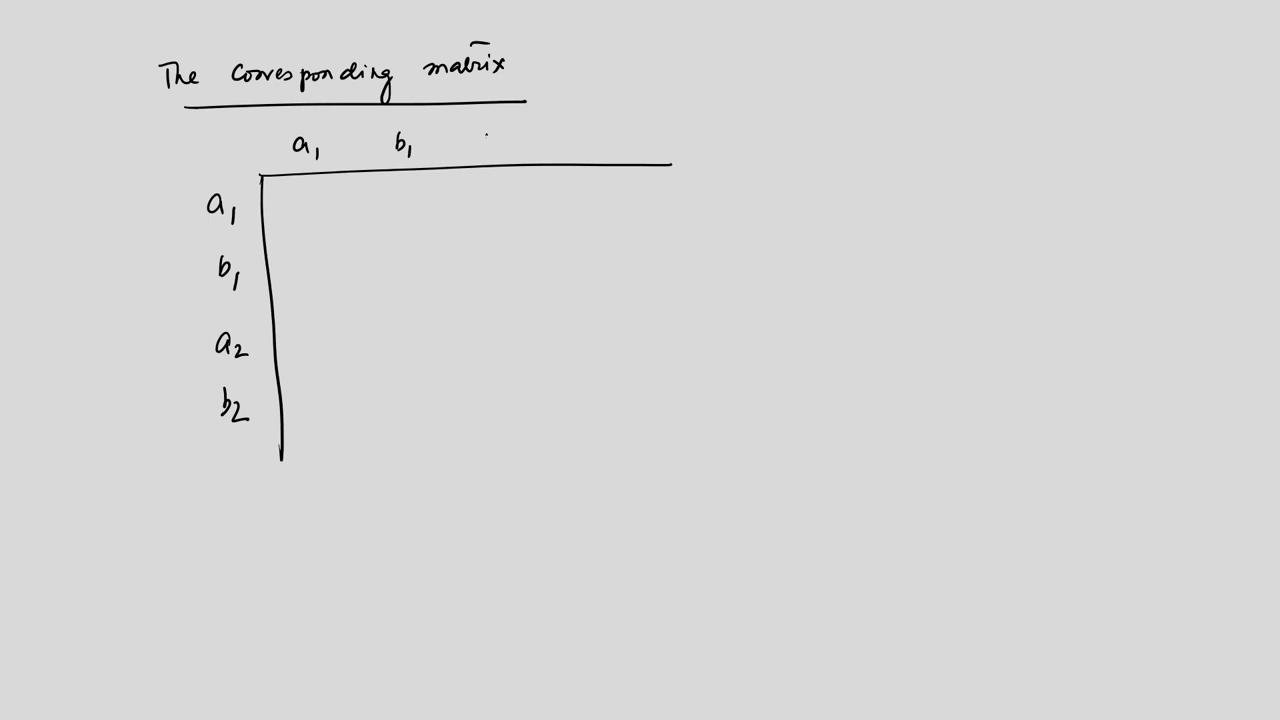 The corresponding matrix
a₁ b₁
a₁
b₁
a₂
b₂